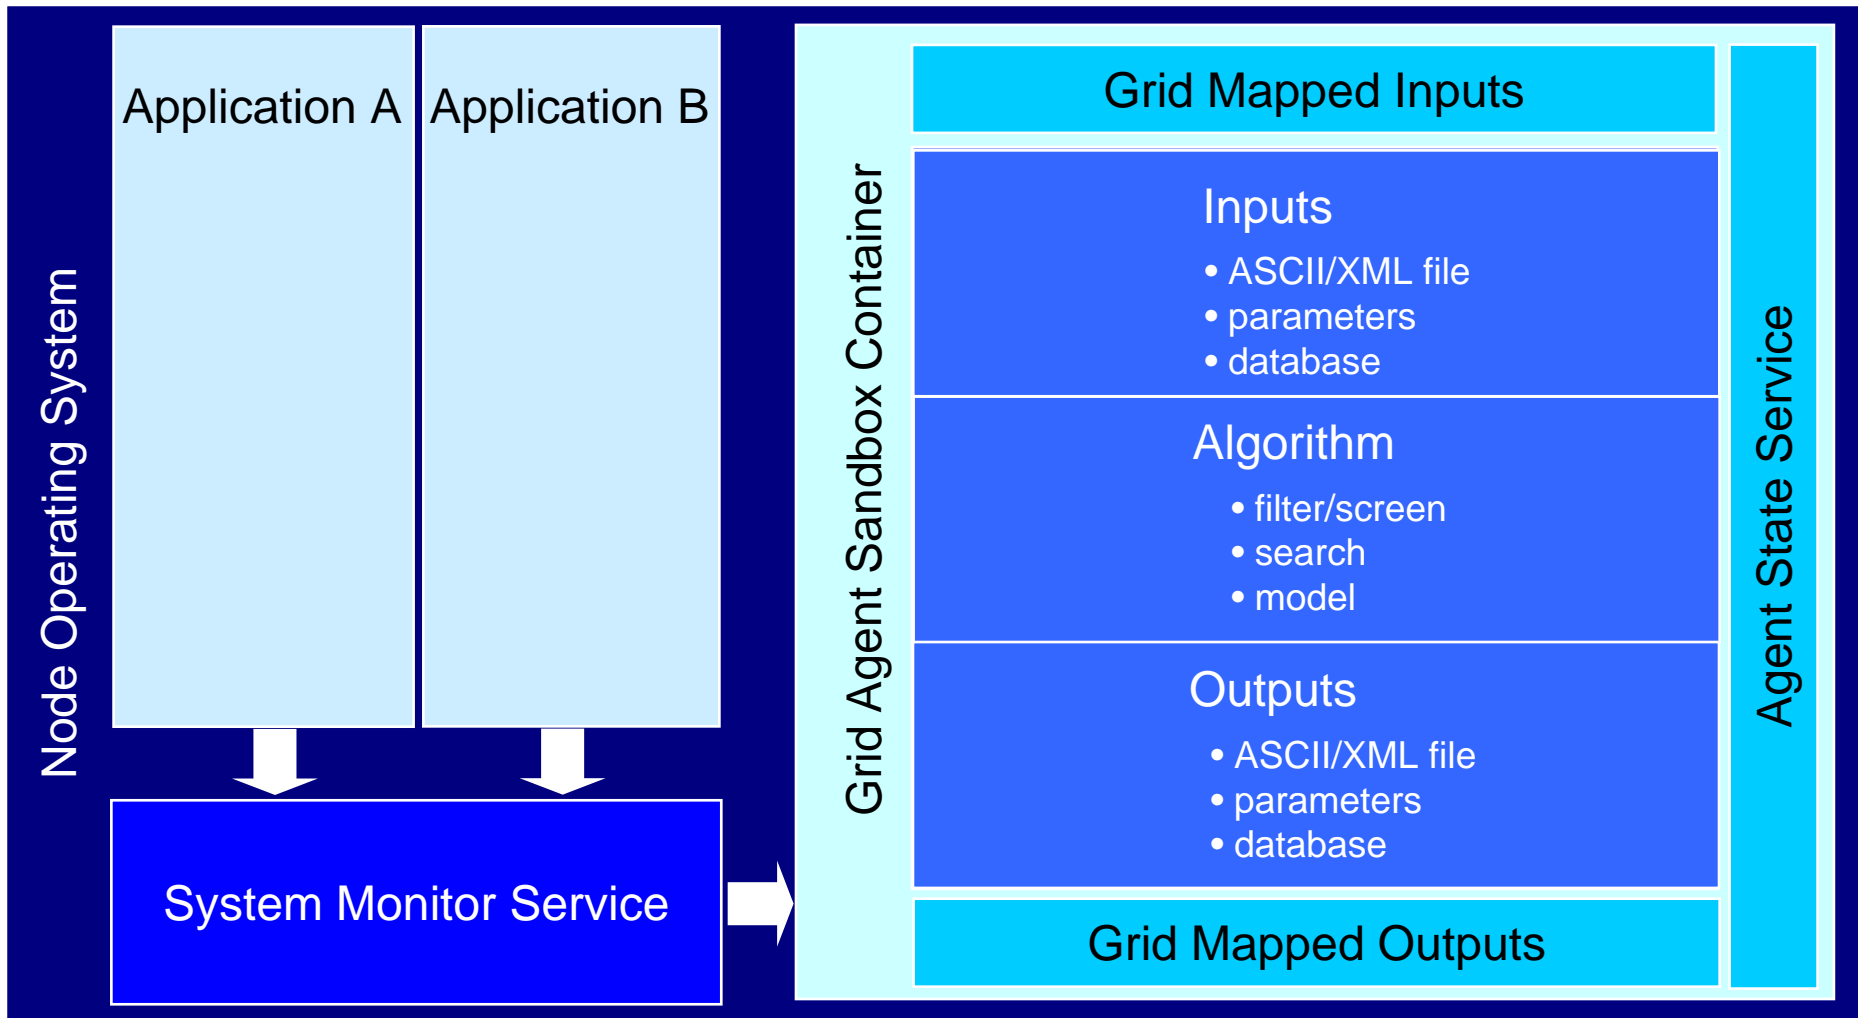 Node Operating System
Application A
Application B
System Monitor Service
Grid Agent Sandbox Container
Grid Mapped Inputs
Inputs
• ASCII/XML file
• parameters
• database
Algorithm
• filter/screen
• search
• model
Outputs
• ASCII/XML file
• parameters
• database
Grid Mapped Outputs
Agent State Service